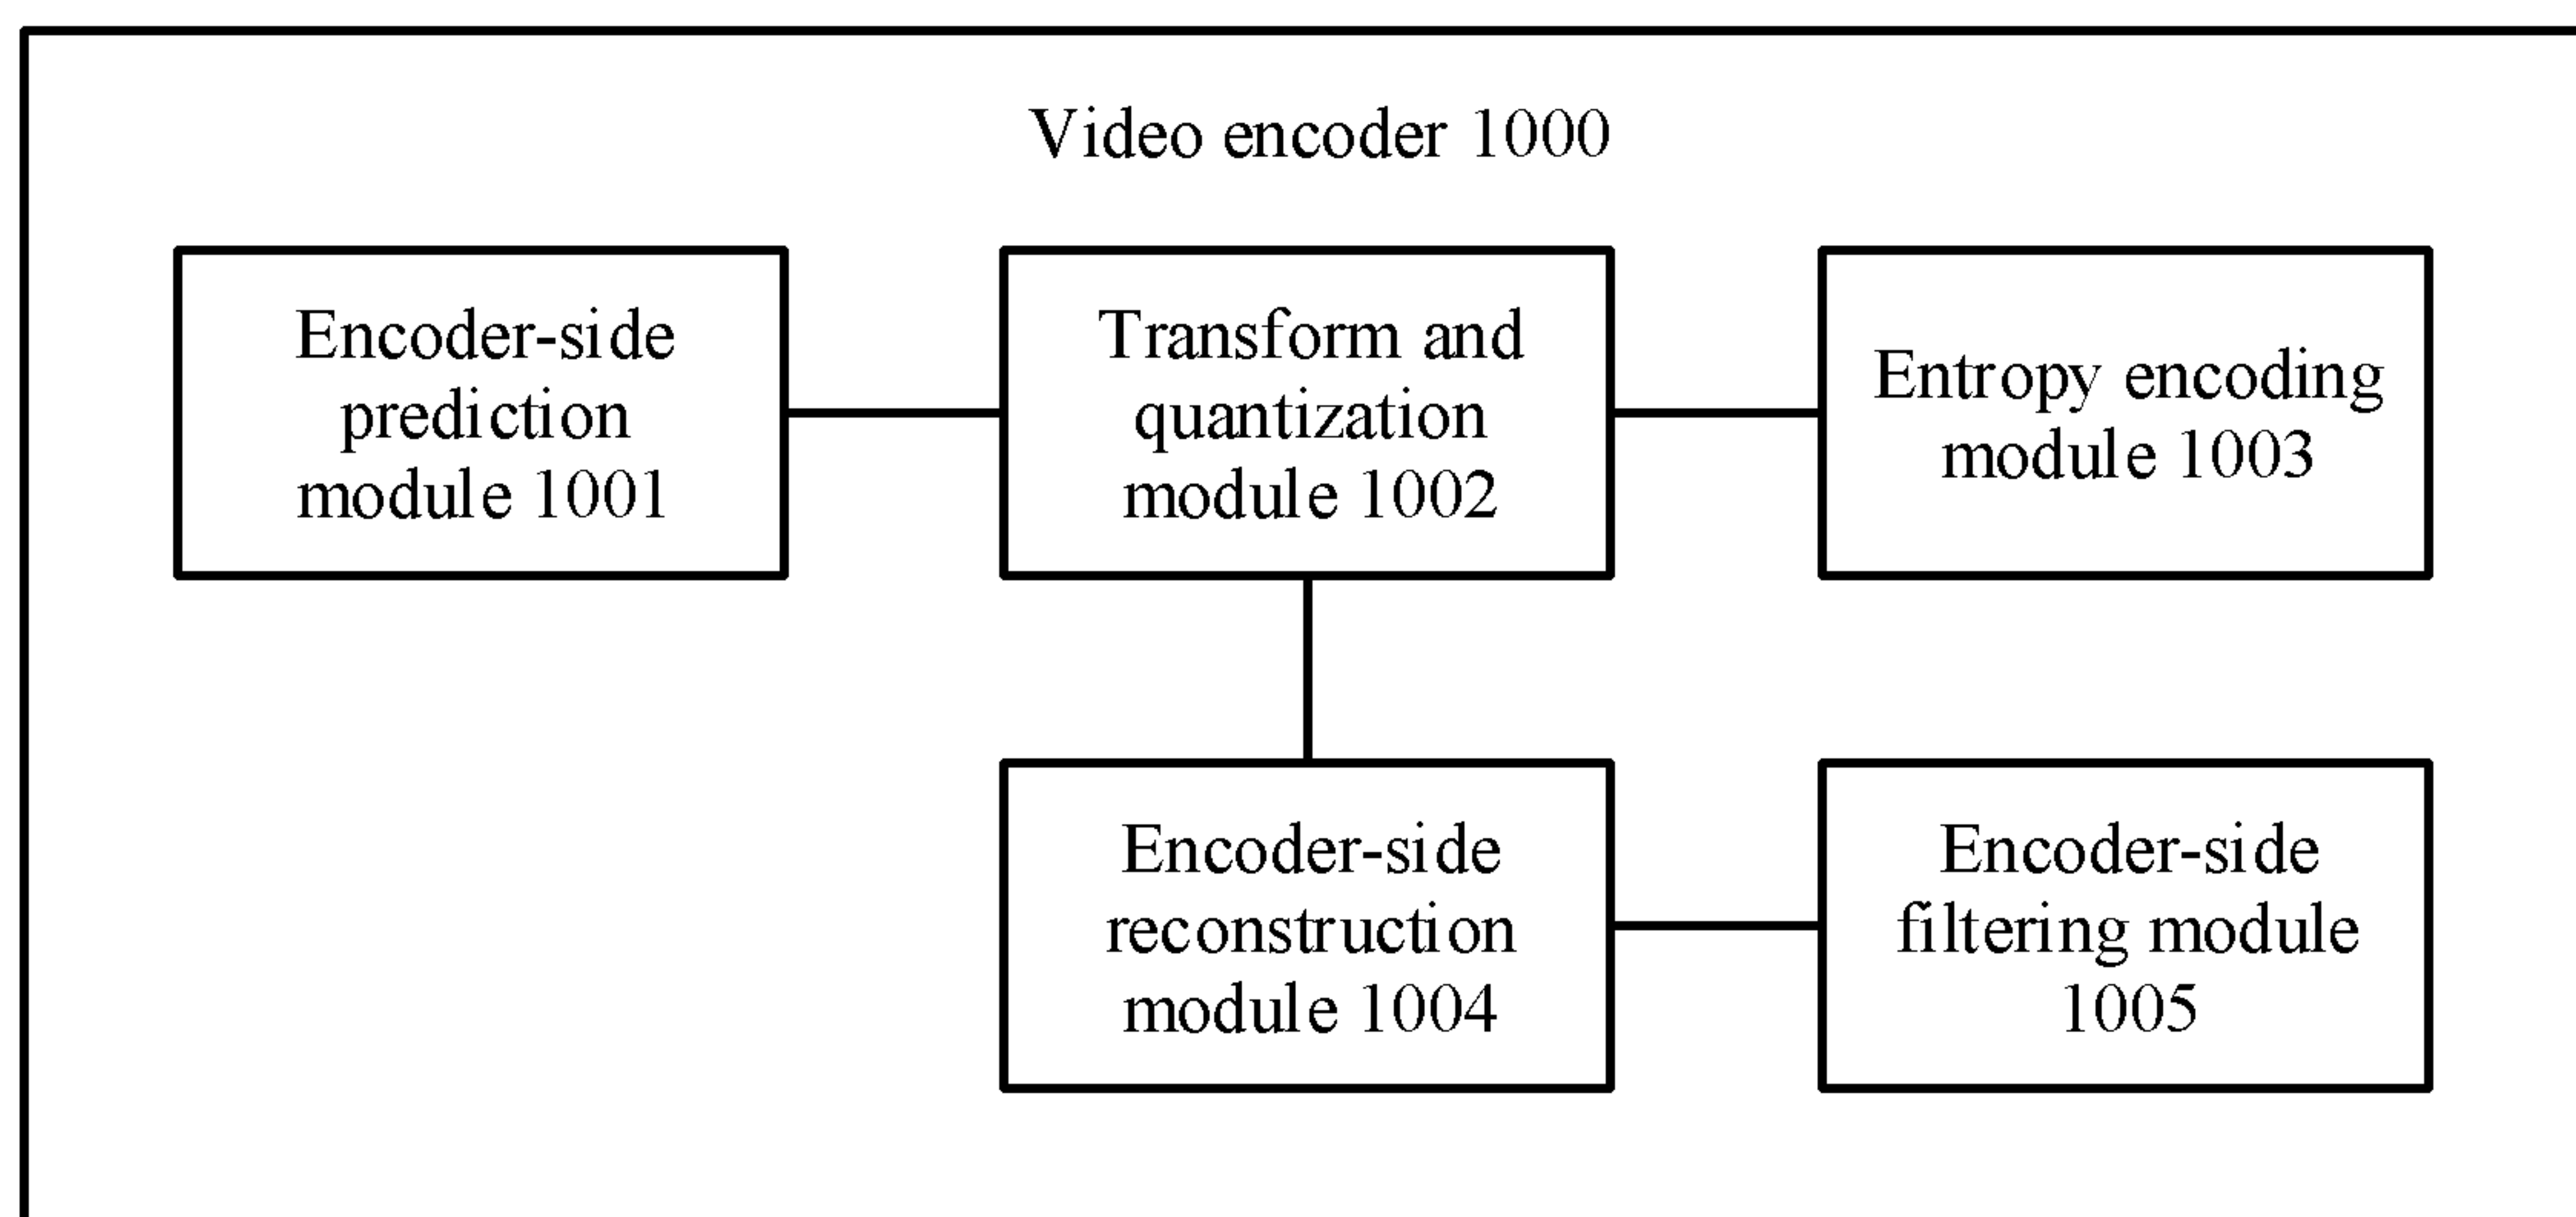 Video encoder 1000
Encoder-side
prediction
module 1001
Transform and
quantization
module 1002
Entropy encoding
module 1003
Encoder-side
reconstruction
module 1004
Encoder-side
filtering module
1005